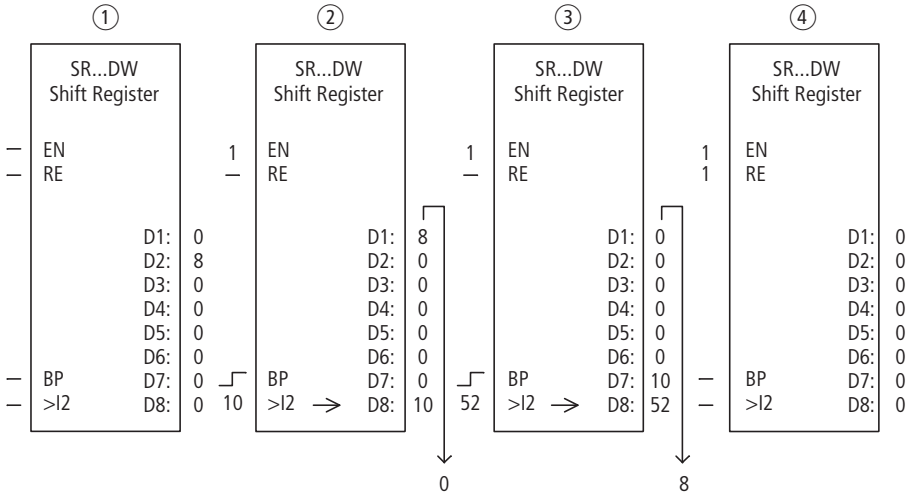 ① ② ③ ④
SR...DW SR...DW SR...DW SR...DW
Shift Register Shift Register Shift Register Shift Register
– EN 1 EN 1 EN 1 EN
– RE – RE – RE 1 RE
D1: 0 D1: 8 D1: 0 D1: 0
D2: 8 D2: 0 D2: 0 D2: 0
D3: 0 D3: 0 D3: 0 D3: 0
D4: 0 D4: 0 D4: 0 D4: 0
D5: 0 D5: 0 D5: 0 D5: 0
D6: 0 D6: 0 D6: 0 D6: 0
– BP D7: 0 BP D7: 0 BP D7: 10 – BP D7: 0
– >I2 D8: 0 10 >I2 → D8: 10 52 >I2 → D8: 52 – >I2 D8: 0
0 8